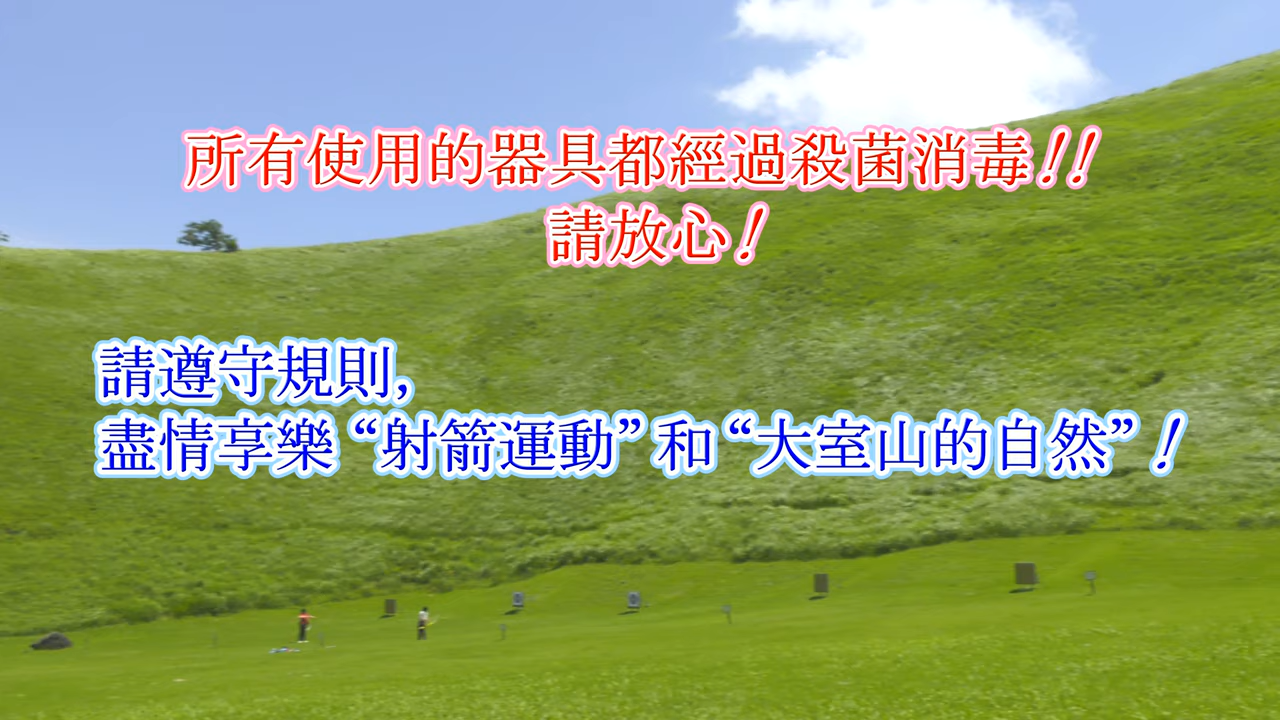 所有使用的器具都經過殺菌消毒!!
請放心!
請遵守規則,
盡情享樂“射箭運動”和“大室山的自然”!